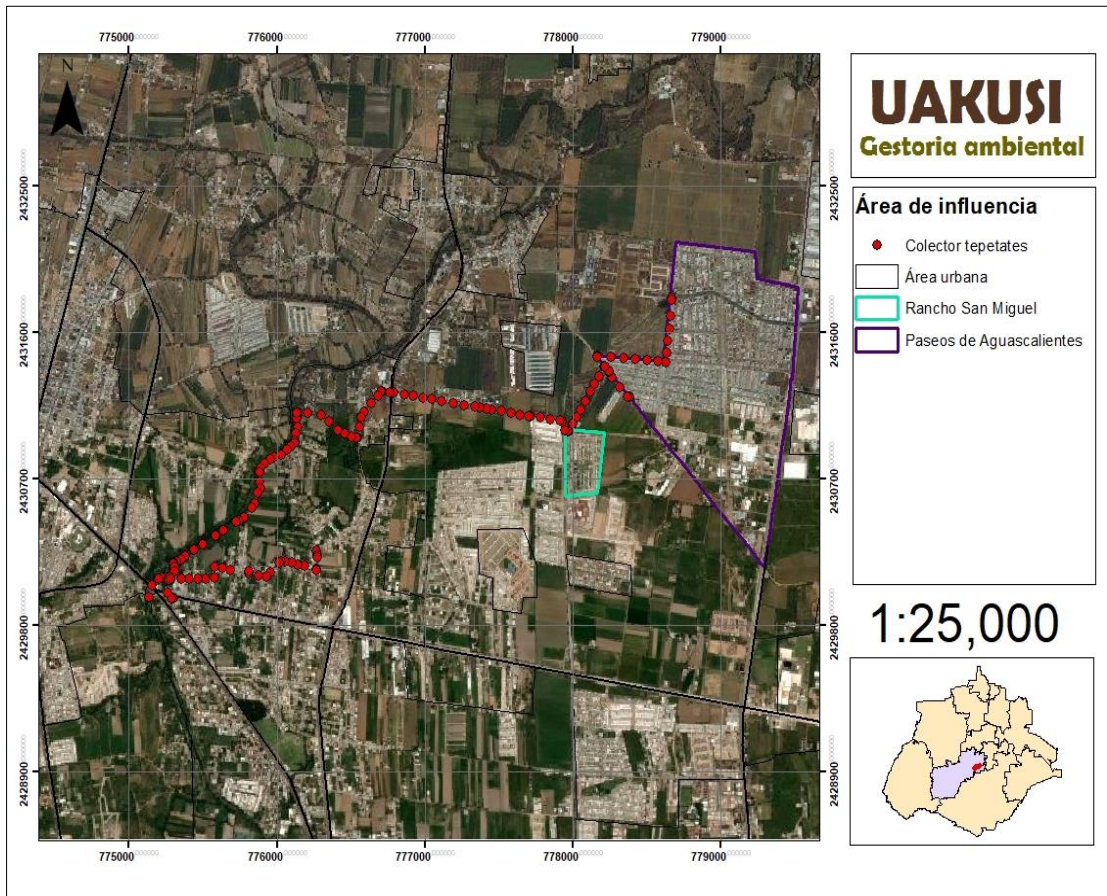 775000 776000 777000 778000 779000
N
2432500 2432500
2431600 2431600
2430700 2430700
2429800 2429800
2428900 2428900
775000 776000 777000 778000 779000
UAKUSI
Gestoria ambiental
Área de influencia
Colector tepetates
Área urbana
Rancho San Miguel
Paseos de Aguascalientes
1:25,000